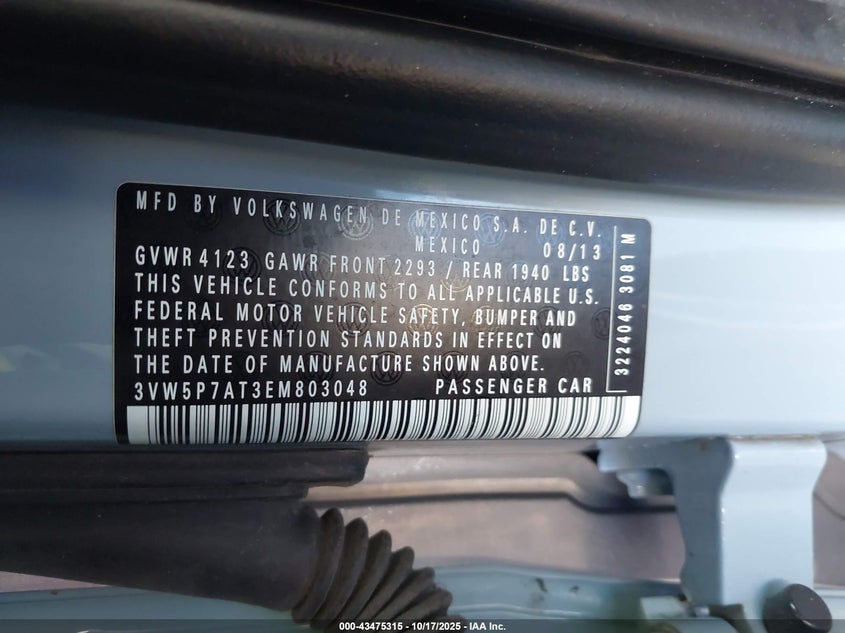 MFD BY VOLKSWAGEN DE MEXICO S.A. DE C.V.
MEXICO 08/13
GVWR 4123 GAWR FRONT 2293 / REAR 1940 LBS
THIS VEHICLE CONFORMS TO ALL APPLICABLE U.S.
FEDERAL MOTOR VEHICLE SAFETY, BUMPER AND
THEFT PREVENTION STANDARDS IN EFFECT ON
THE DATE OF MANUFACTURE SHOWN ABOVE.
3VW5P7AT3EM803048 PASSENGER CAR
3224046 3081 M
000-43475315 - 10/17/2025 - IAA Inc.